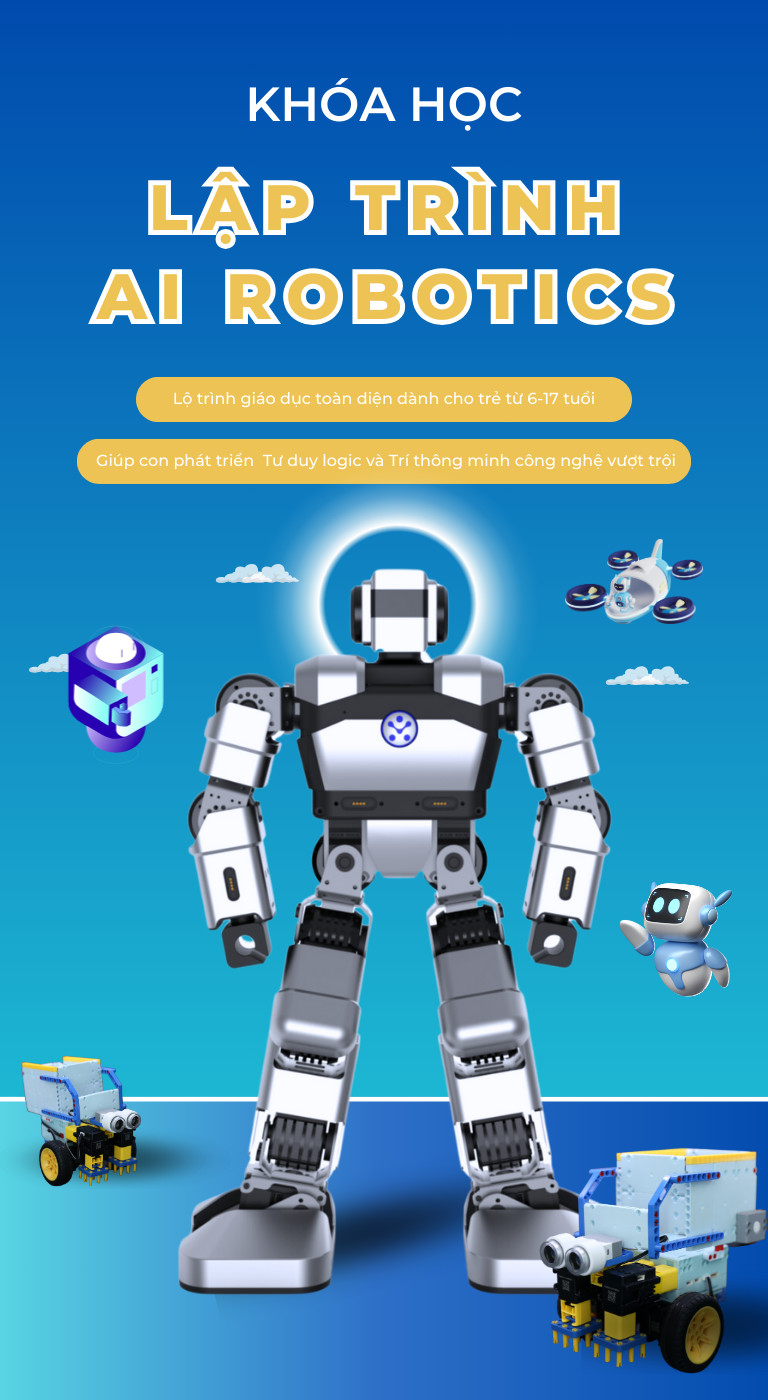 KHÓA HỌC
LẬP TRÌNH
AI ROBOTICS
Lộ trình giáo dục toàn diện dành cho trẻ từ 6-17 tuổi
Giúp con phát triển  Tư duy logic và Trí thông minh công nghệ vượt trội